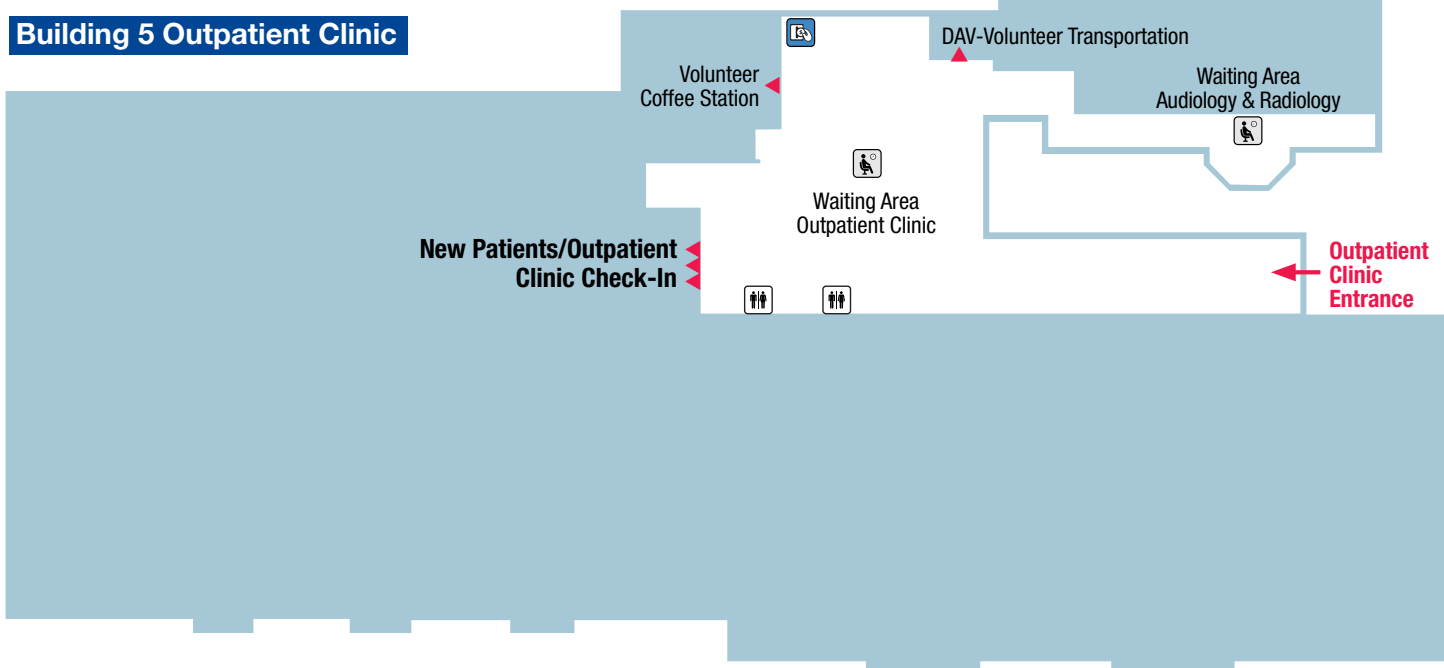 Building 5 Outpatient Clinic
DAV-Volunteer Transportation
Volunteer
Coffee Station
Waiting Area
Audiology & Radiology
Waiting Area
Outpatient Clinic
New Patients/Outpatient
Clinic Check-In
Outpatient
Clinic
Entrance